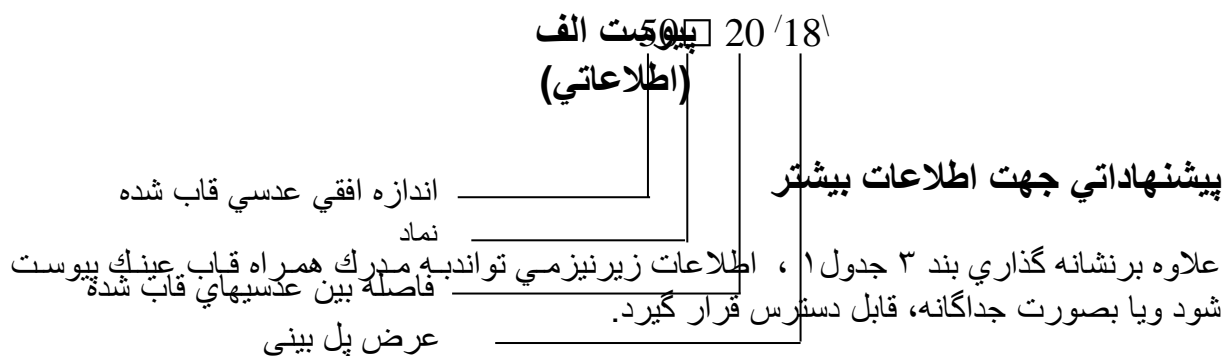 50□ 20 /18\
پيوست الف
(اطلاعاتي)
پيشنهاداتي جهت اطلاعات بيشتر
اندازه افقي عدسي قاب شده
نماد
علاوه برنشانه گذاري بند ۳ جدول۱ ، اطلاعات زيرنيزمي تواندبه مدرك همراه قاب عينك پيوست
فاصله بين عدسيهاي قاب شده
شود ويا بصورت جداگانه، قابل دسترس قرار گيرد.
عرض پل بيني